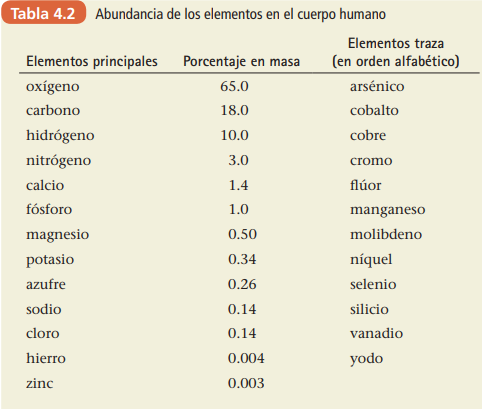 Tabla 4.2 Abundancia de los elementos en el cuerpo humano
Elementos principales Porcentaje en masa Elementos traza (en orden alfabético)
oxígeno 65.0 arsénico
carbono 18.0 cobalto
hidrógeno 10.0 cobre
nitrógeno 3.0 cromo
calcio 1.4 flúor
fósforo 1.0 manganeso
magnesio 0.50 molibdeno
potasio 0.34 níquel
azufre 0.26 selenio
sodio 0.14 silicio
cloro 0.14 vanadio
hierro 0.004 yodo
zinc 0.003